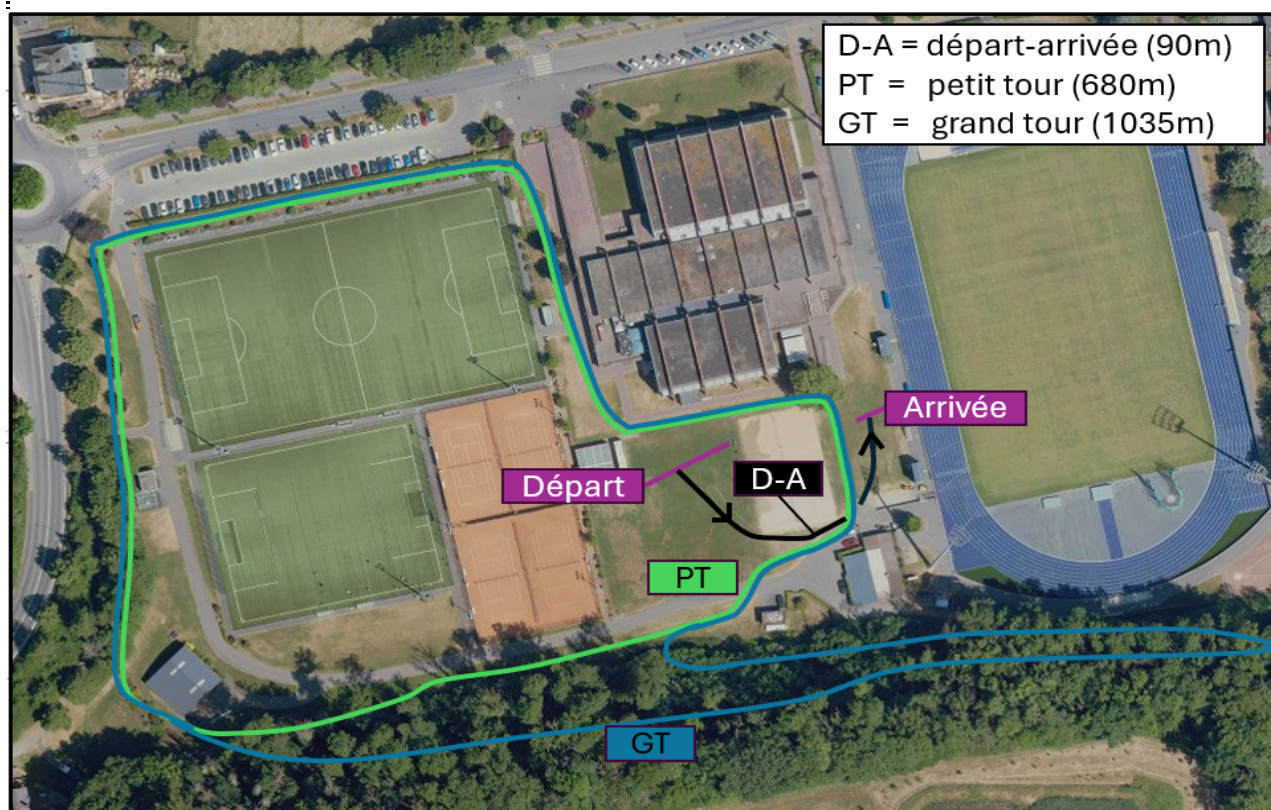 D-A = départ-arrivée (90m)
PT = petit tour (680m)
GT = grand tour (1035m)
Arrivée
Départ
D-A
PT
GT